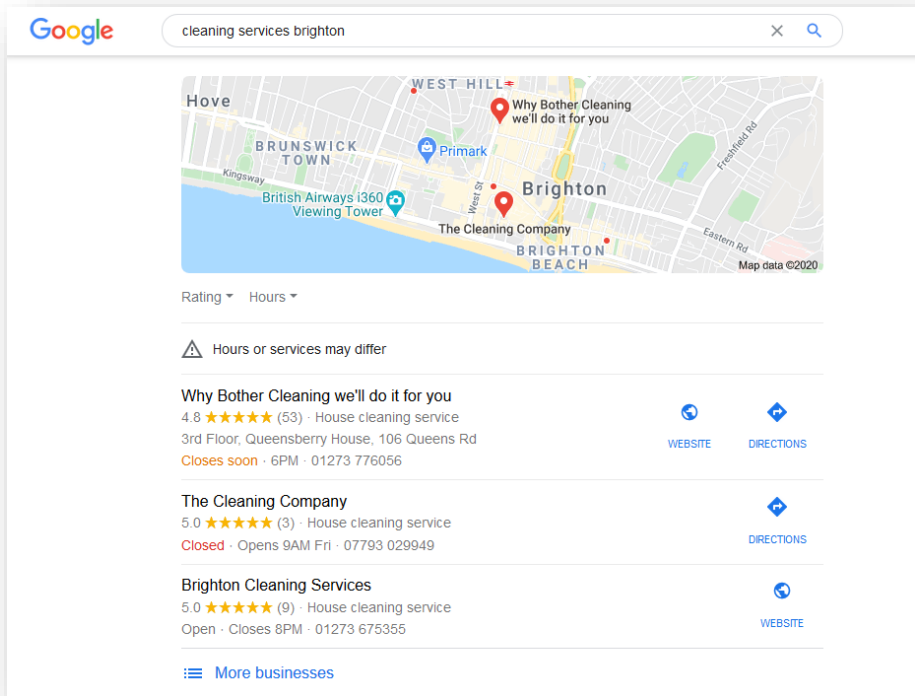 Google
cleaning services brighton
WEST HILL
Hove
Why Bother Cleaning
we'll do it for you
BRUNSWICK
TOWN
Primark
Freshfield Rd
Kingsway
British Airways i360
Viewing Tower
West St
Brighton
The Cleaning Company
Eastern Rd
BRIGHTON
BEACH
Map data ©2020
Rating
Hours
Hours or services may differ
Why Bother Cleaning we'll do it for you
4.8 ★★★★★ (53) · House cleaning service
3rd Floor, Queensberry House, 106 Queens Rd
Closes soon · 6PM · 01273 776056
WEBSITE
DIRECTIONS
The Cleaning Company
5.0 ★★★★★ (3) · House cleaning service
Closed · Opens 9AM Fri · 07793 029949
DIRECTIONS
Brighton Cleaning Services
5.0 ★★★★★ (9) · House cleaning service
Open · Closes 8PM · 01273 675355
WEBSITE
More businesses